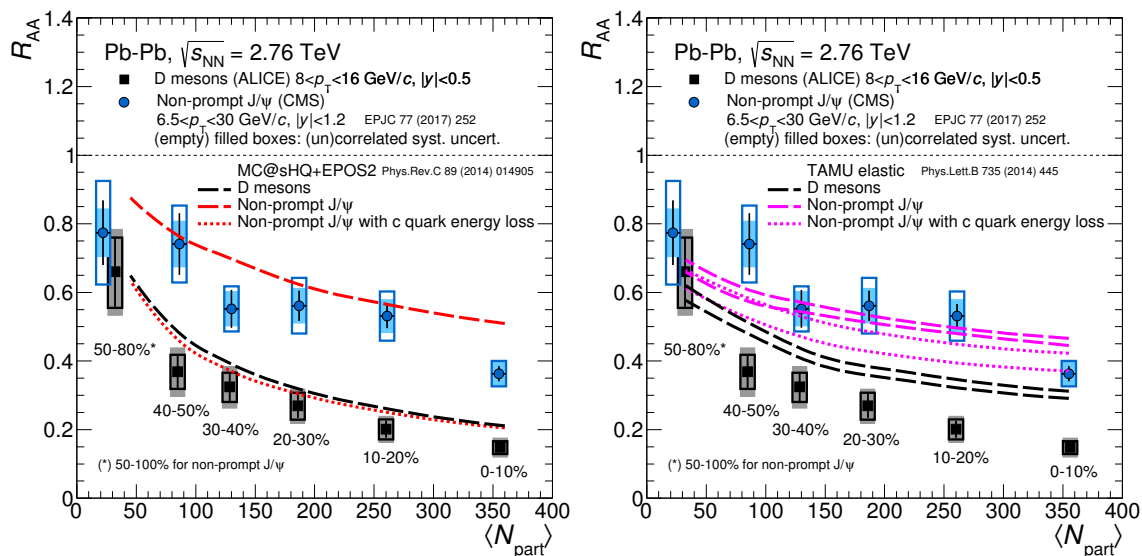 R_AA
1.4
1.2
1
0.8
0.6
0.4
0.2
0
Pb-Pb, √s_NN = 2.76 TeV
D mesons (ALICE) 8<p_T<16 GeV/c, |y|<0.5
Non-prompt J/ψ (CMS)
6.5<p_T<30 GeV/c, |y|<1.2 EPJC 77 (2017) 252
(empty) filled boxes: (un)correlated syst. uncert.
MC@sHQ+EPOS2 Phys.Rev.C 89 (2014) 014905
D mesons
Non-prompt J/ψ
Non-prompt J/ψ with c quark energy loss
50-80%*
40-50%
30-40%
20-30%
10-20%
0-10%
(*) 50-100% for non-prompt J/ψ
0 50 100 150 200 250 300 350 400
⟨N_part⟩
R_AA
1.4
1.2
1
0.8
0.6
0.4
0.2
0
Pb-Pb, √s_NN = 2.76 TeV
D mesons (ALICE) 8<p_T<16 GeV/c, |y|<0.5
Non-prompt J/ψ (CMS)
6.5<p_T<30 GeV/c, |y|<1.2 EPJC 77 (2017) 252
(empty) filled boxes: (un)correlated syst. uncert.
TAMU elastic Phys.Lett.B 735 (2014) 445
D mesons
Non-prompt J/ψ
Non-prompt J/ψ with c quark energy loss
50-80%*
40-50%
30-40%
20-30%
10-20%
0-10%
(*) 50-100% for non-prompt J/ψ
0 50 100 150 200 250 300 350 400
⟨N_part⟩